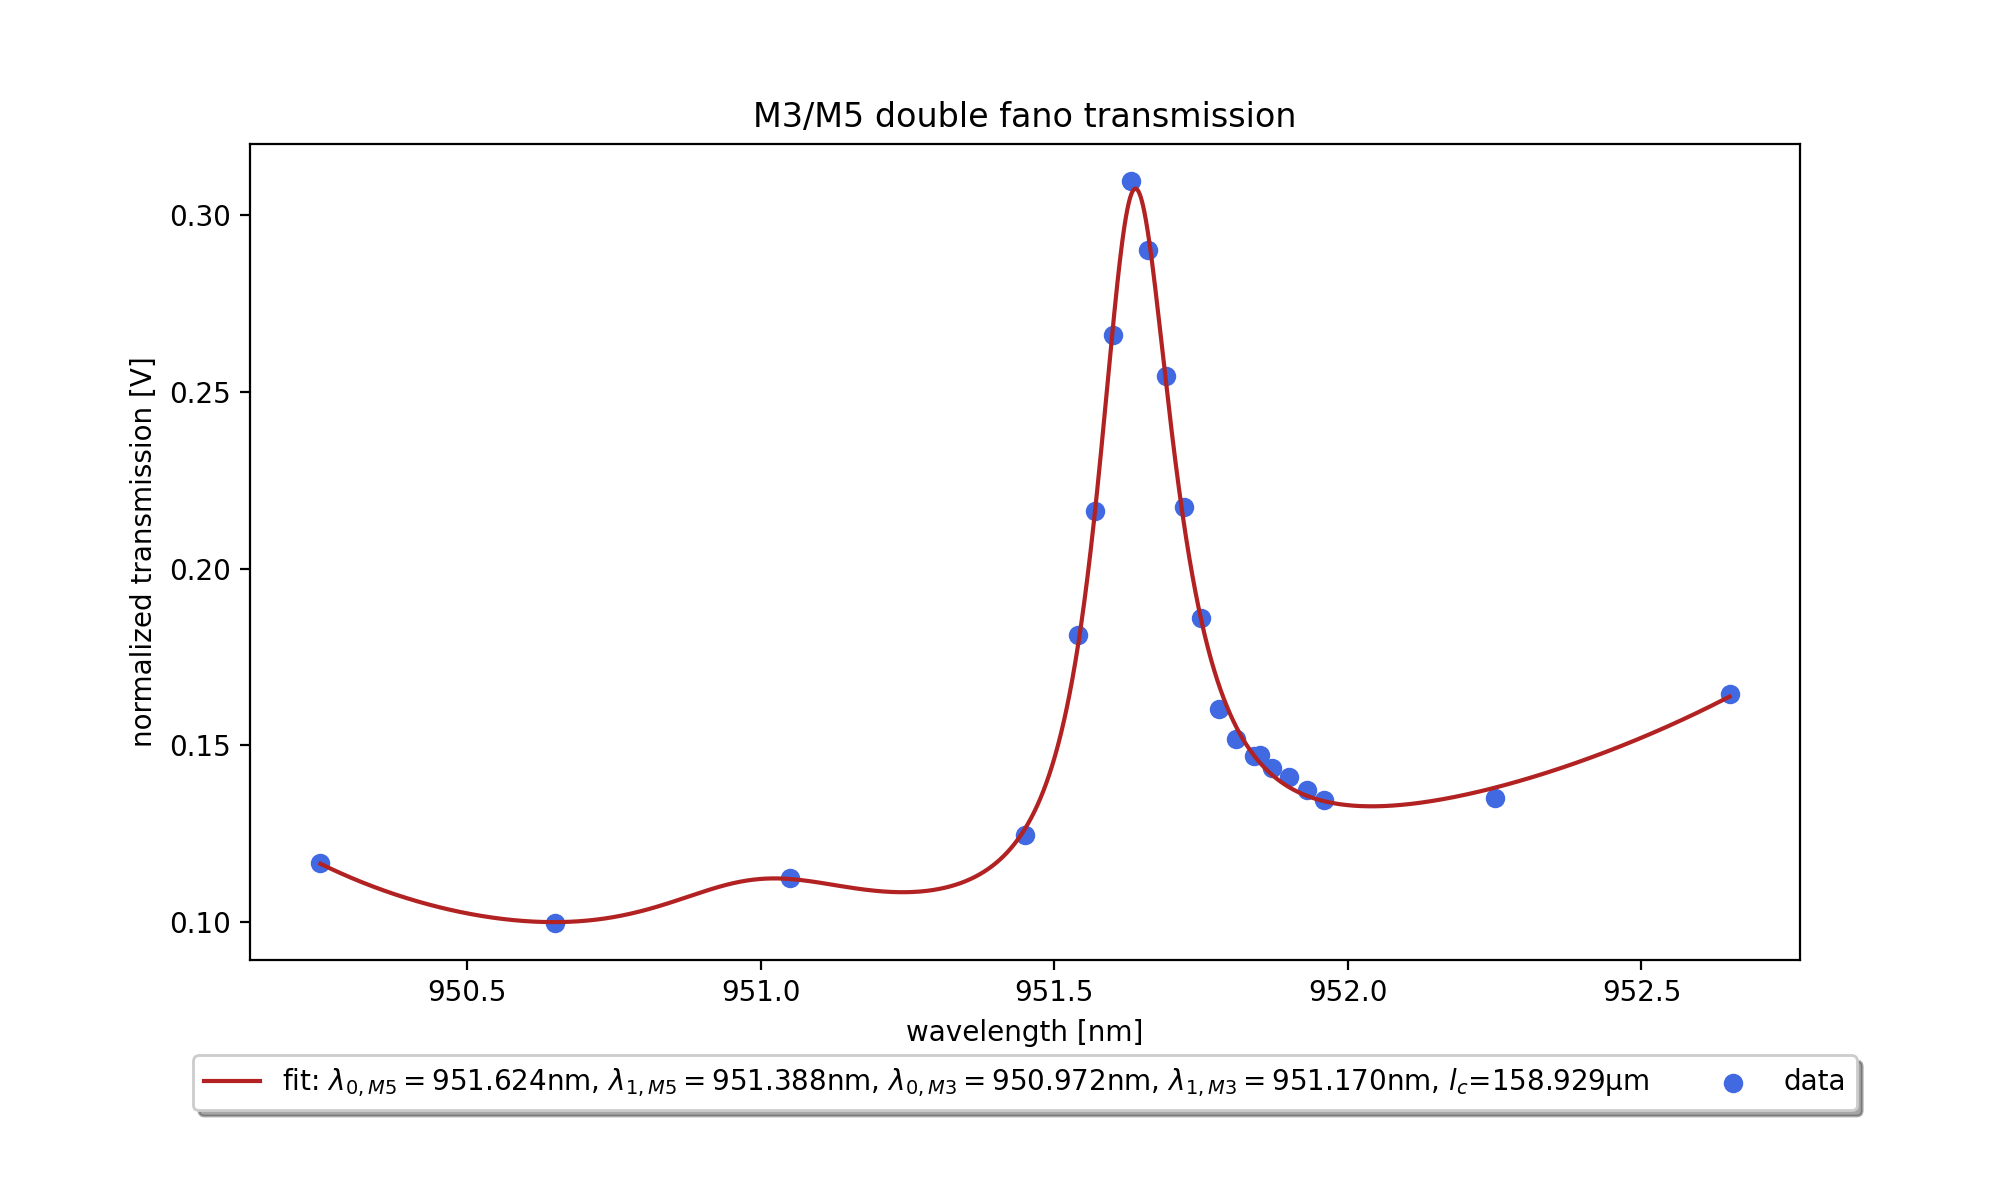 M3/M5 double fano transmission
normalized transmission [V]
0.30
0.25
0.20
0.15
0.10
950.5 951.0 951.5 952.0 952.5
wavelength [nm]
fit: λ₀,M5 = 951.624nm, λ₁,M5 = 951.388nm, λ₀,M3 = 950.972nm, λ₁,M3 = 951.170nm, l_c=158.929μm data